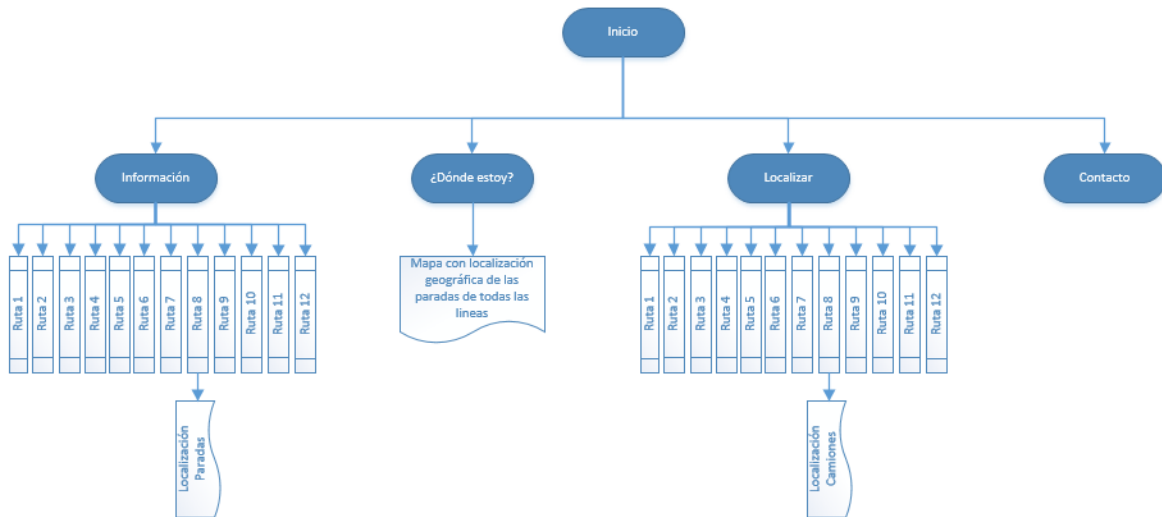 Inicio
Información
¿Dónde estoy?
Localizar
Contacto
Ruta 1
Ruta 2
Ruta 3
Ruta 4
Ruta 5
Ruta 6
Ruta 7
Ruta 8
Ruta 9
Ruta 10
Ruta 11
Ruta 12
Mapa con localización
geográfica de las
paradas de todas las
lineas
Ruta 1
Ruta 2
Ruta 3
Ruta 4
Ruta 5
Ruta 6
Ruta 7
Ruta 8
Ruta 9
Ruta 10
Ruta 11
Ruta 12
Localización
Paradas
Localización
Camiones